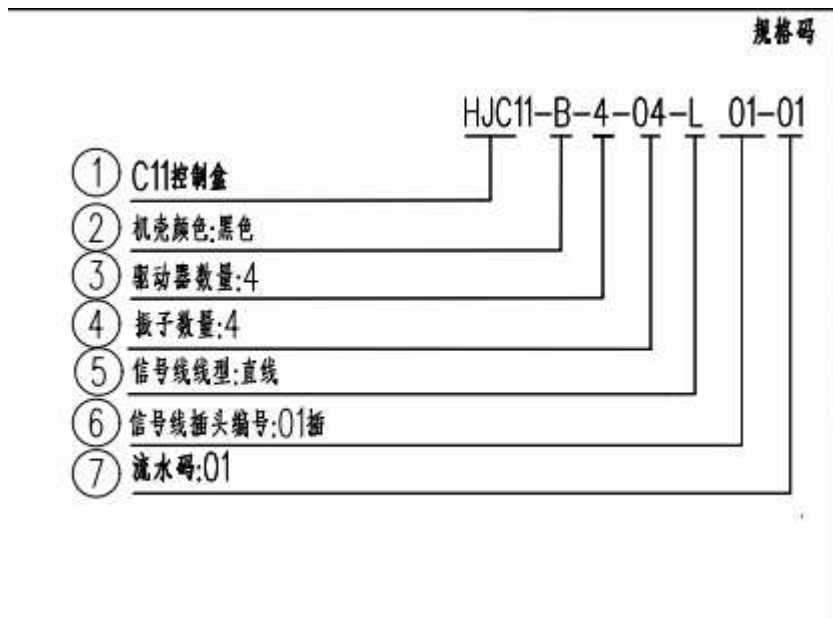 规格码
HJC11-B-4-04-L 01-01
① C11控制盒
② 机壳颜色:黑色
③ 驱动器数量:4
④ 振子数量:4
⑤ 信号线线型:直线
⑥ 信号线插头编号:01插
⑦ 流水码:01